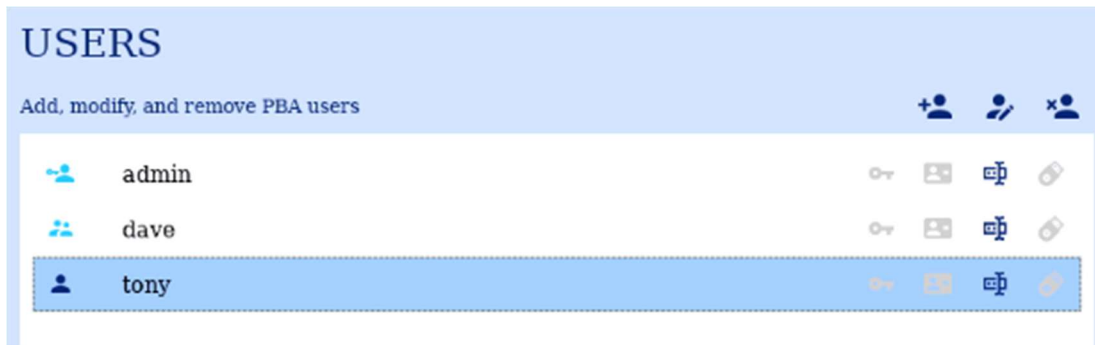 USERS
Add, modify, and remove PBA users
admin
dave
tony